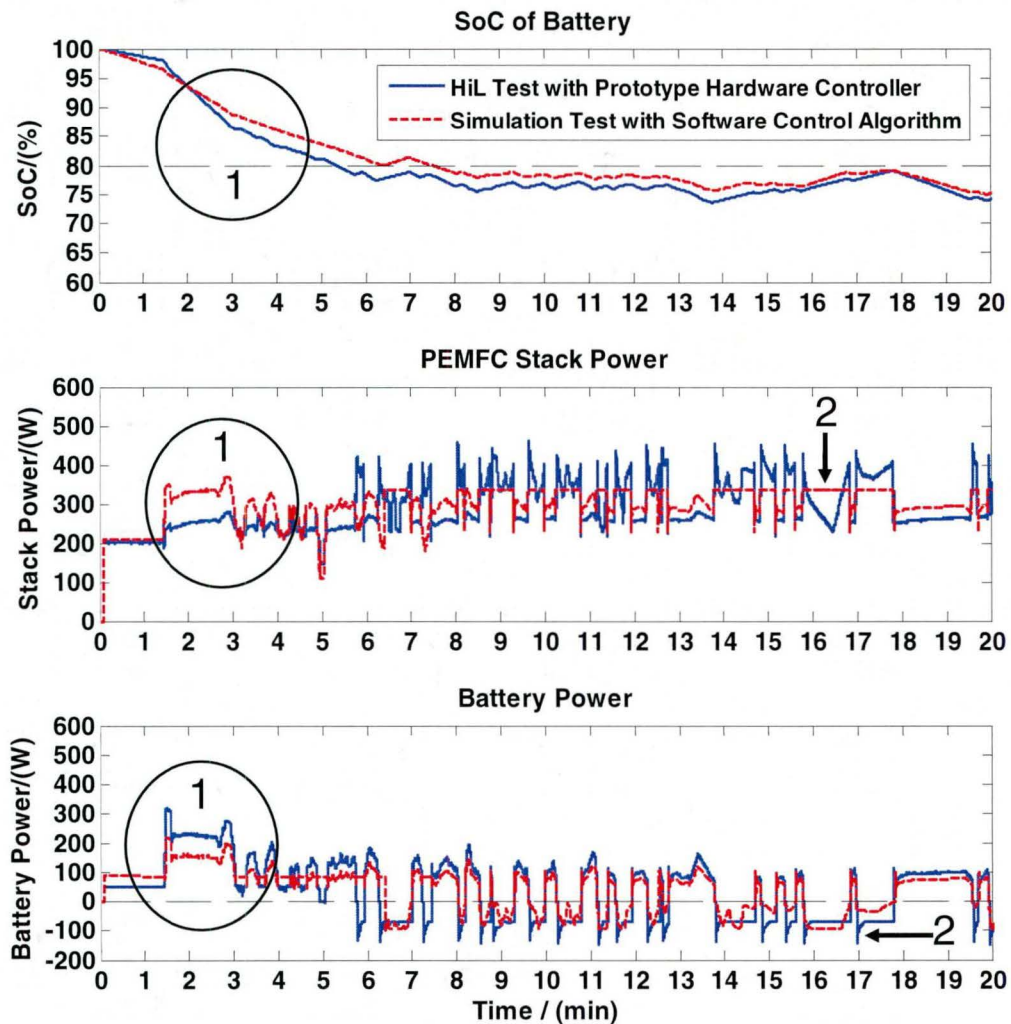 SoC of Battery
SoC/(%)
100
95
90
85
80
75
70
65
60
HiL Test with Prototype Hardware Controller
Simulation Test with Software Control Algorithm
1
0 1 2 3 4 5 6 7 8 9 10 11 12 13 14 15 16 17 18 19 20
PEMFC Stack Power
Stack Power/(W)
600
500
400
300
200
100
0
1
2
0 1 2 3 4 5 6 7 8 9 10 11 12 13 14 15 16 17 18 19 20
Battery Power
Battery Power/(W)
600
500
400
300
200
100
0
-100
-200
1
2
0 1 2 3 4 5 6 7 8 9 10 11 12 13 14 15 16 17 18 19 20
Time / (min)